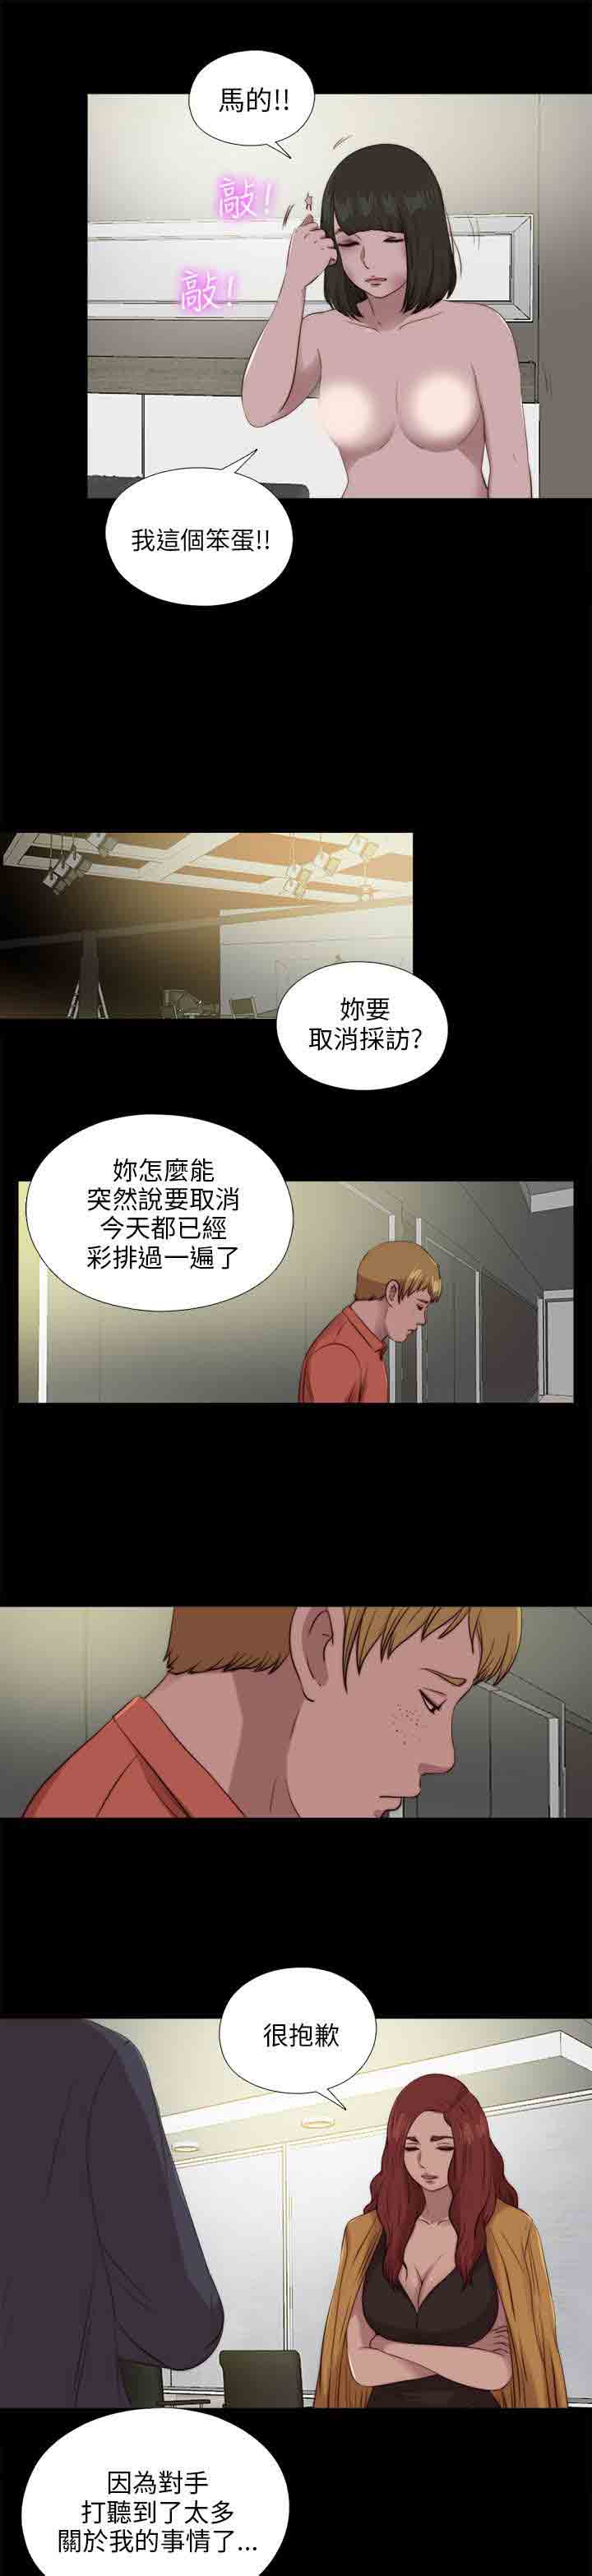 馬的!!
敲!
敲!
我這個笨蛋!!
妳要
取消採訪?
妳怎麼能
突然說要取消
今天都已經
彩排過一遍了
很抱歉
因為對手
打聽到了太多
關於我的事情了...